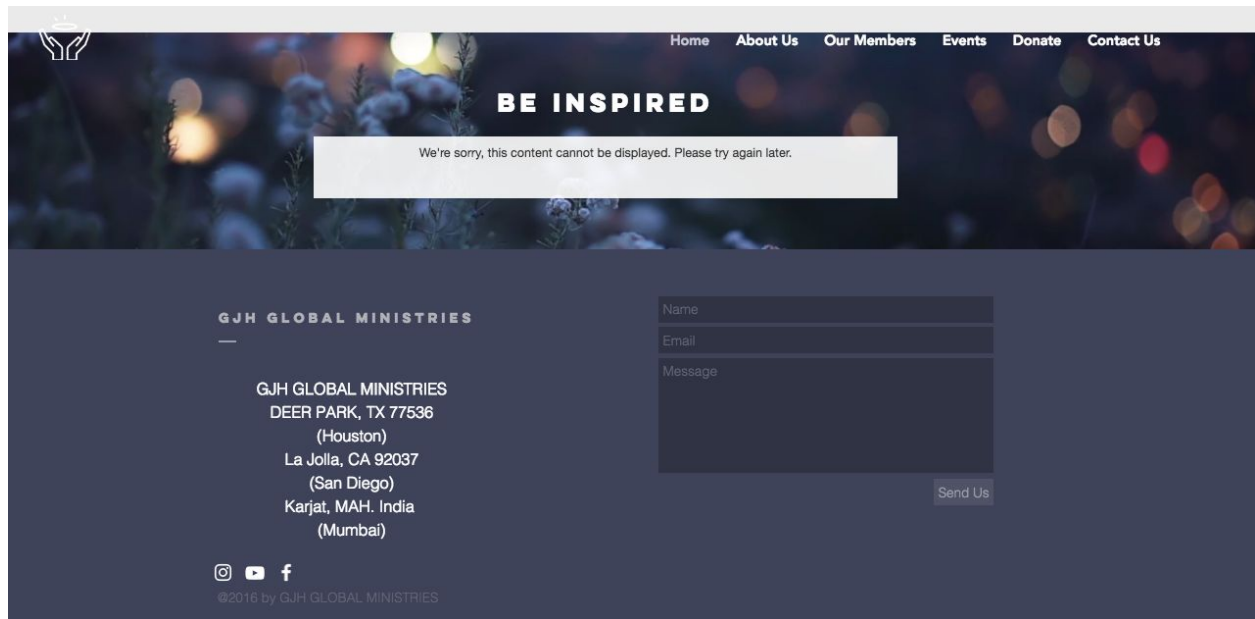 Home About Us Our Members Events Donate Contact Us
BE INSPIRED
We're sorry, this content cannot be displayed. Please try again later.
GJH GLOBAL MINISTRIES
GJH GLOBAL MINISTRIES
DEER PARK, TX 77536
(Houston)
La Jolla, CA 92037
(San Diego)
Karjat, MAH. India
(Mumbai)
@2016 by GJH GLOBAL MINISTRIES
Name
Email
Message
Send Us